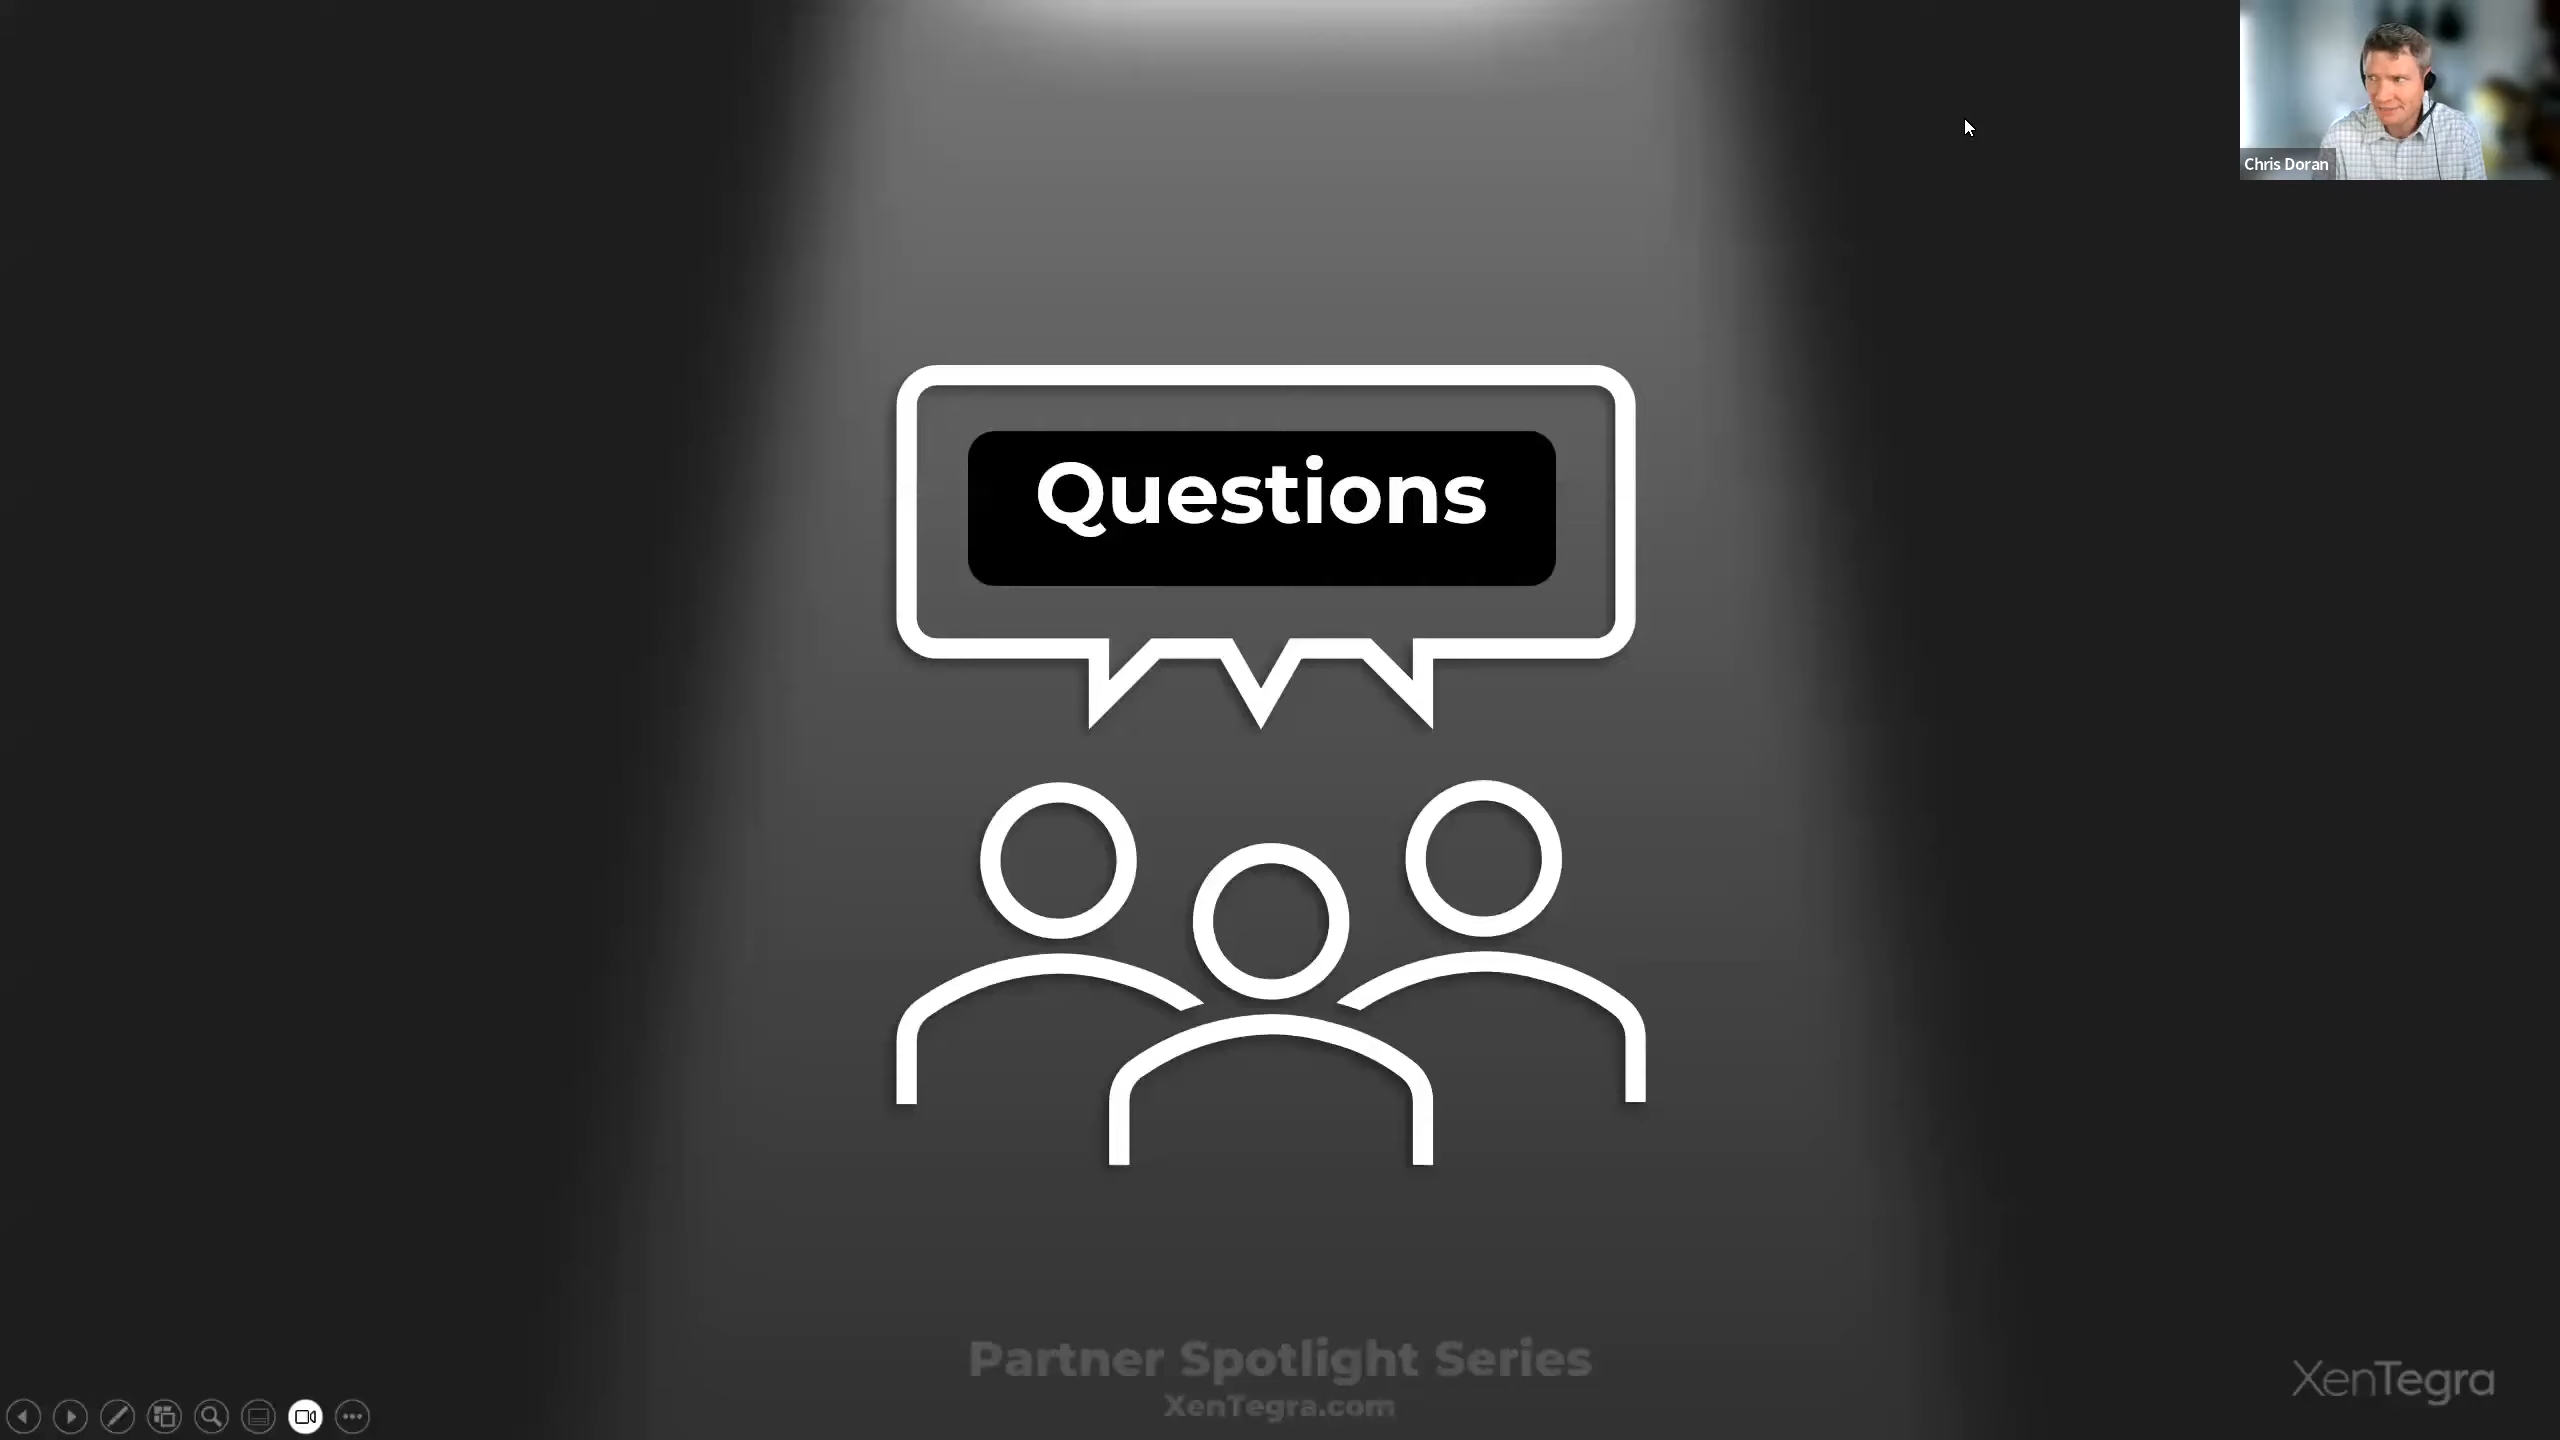 Chris Doran
Questions
Partner Spotlight Series
XenTegra.com
XenTegra